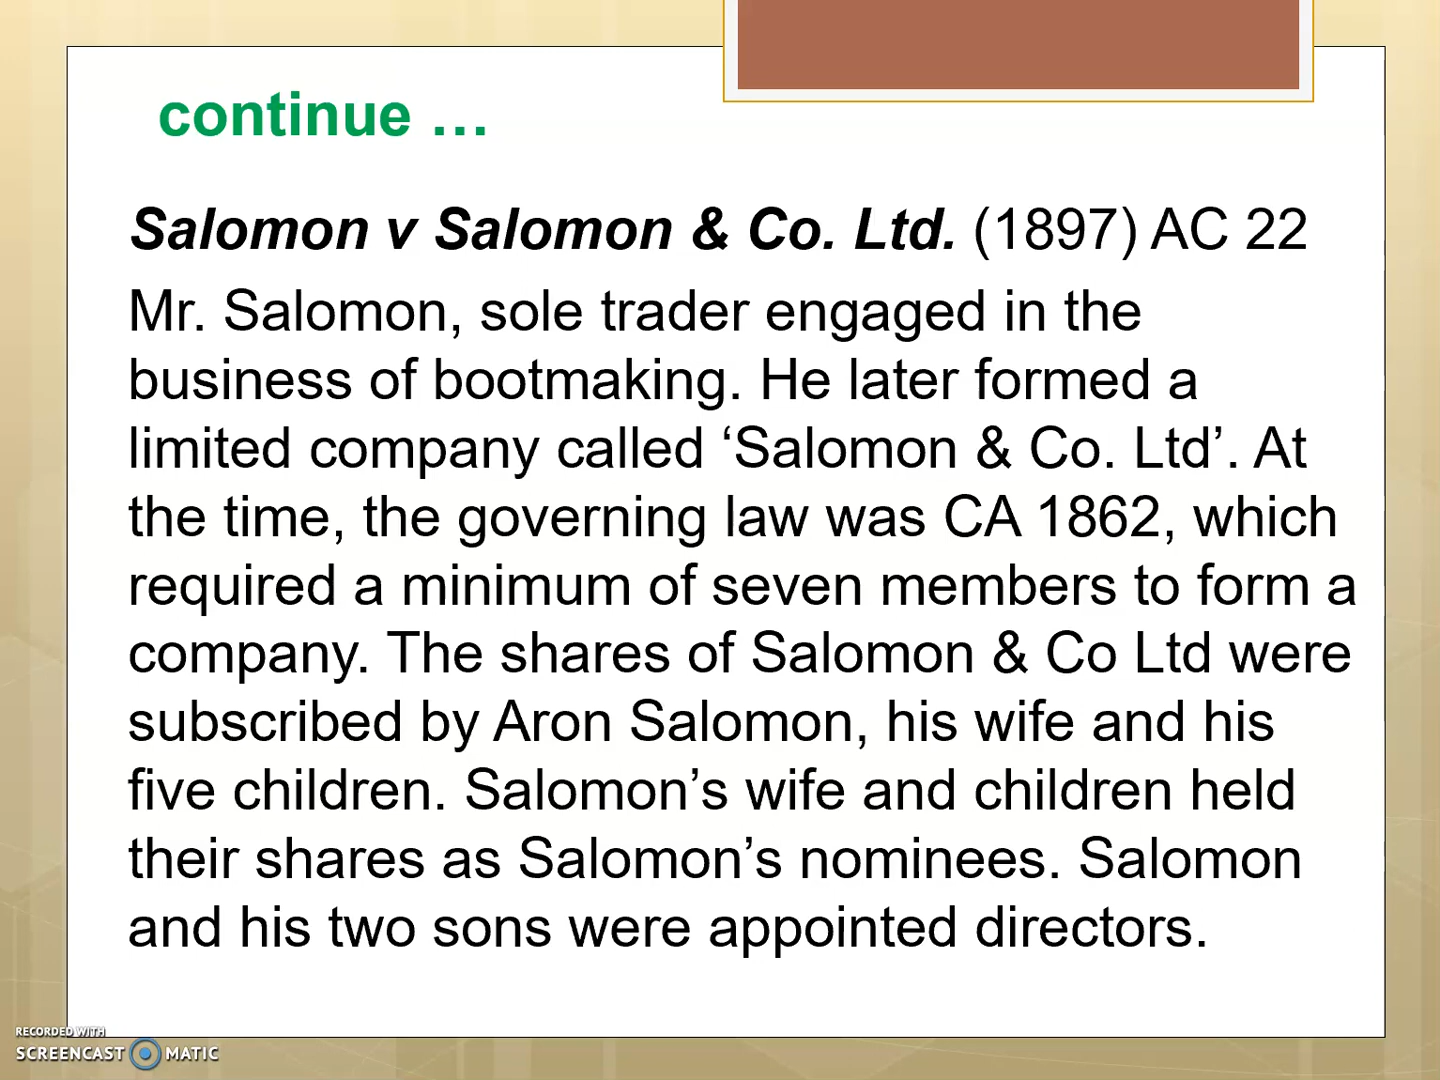 continue …
Salomon v Salomon & Co. Ltd. (1897) AC 22
Mr. Salomon, sole trader engaged in the
business of bootmaking. He later formed a
limited company called ‘Salomon & Co. Ltd’. At
the time, the governing law was CA 1862, which
required a minimum of seven members to form a
company. The shares of Salomon & Co Ltd were
subscribed by Aron Salomon, his wife and his
five children. Salomon’s wife and children held
their shares as Salomon’s nominees. Salomon
and his two sons were appointed directors.
RECORDED WITH
SCREENCAST MATIC